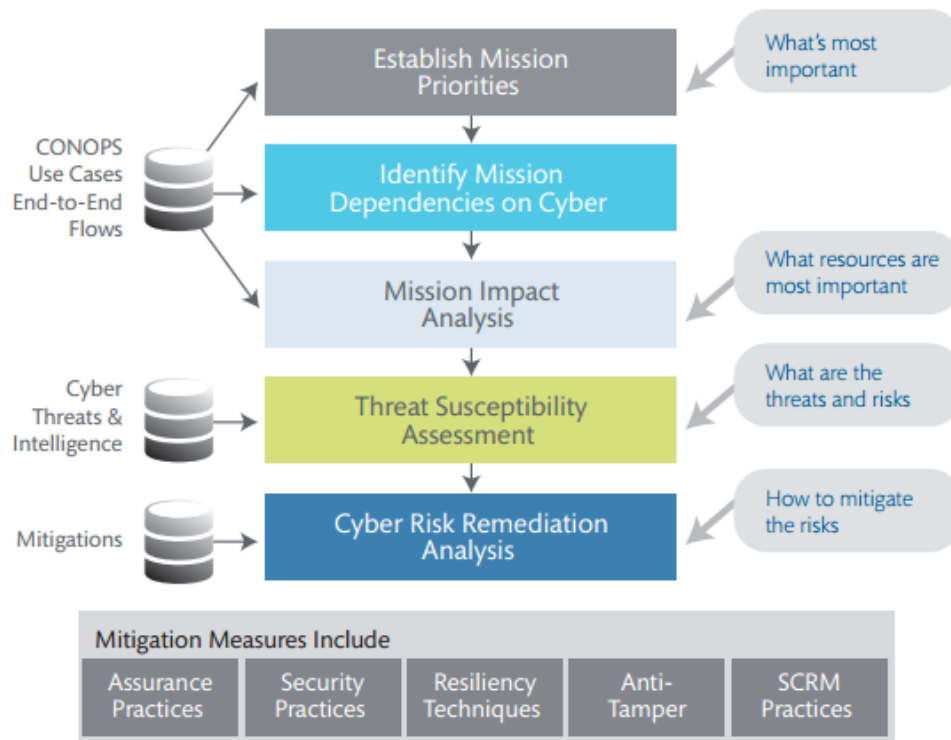 Establish Mission
Priorities
What's most
important
CONOPS
Use Cases
End-to-End
Flows
Identify Mission
Dependencies on Cyber
Mission Impact
Analysis
What resources are
most important
Cyber
Threats &
Intelligence
Threat Susceptibility
Assessment
What are the
threats and risks
Mitigations
Cyber Risk Remediation
Analysis
How to mitigate
the risks
Mitigation Measures Include
Assurance
Practices
Security
Practices
Resiliency
Techniques
Anti-
Tamper
SCRM
Practices